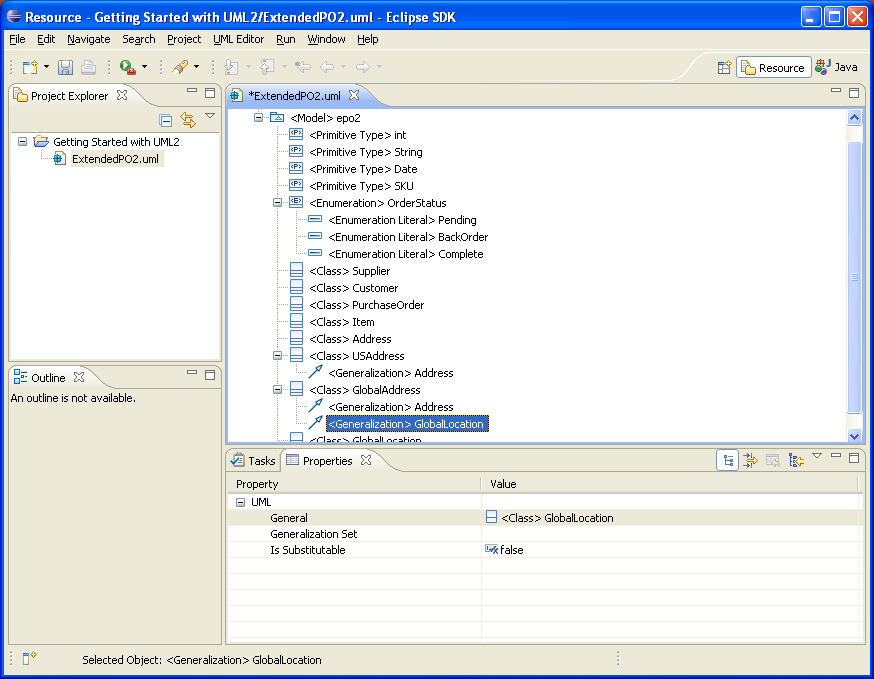 Resource - Getting Started with UML2/ExtendedPO2.uml - Eclipse SDK
File Edit Navigate Search Project UML Editor Run Window Help
Resource Java
Project Explorer
Getting Started with UML2
ExtendedPO2.uml
*ExtendedPO2.uml
<Model> epo2
<Primitive Type> int
<Primitive Type> String
<Primitive Type> Date
<Primitive Type> SKU
<Enumeration> OrderStatus
<Enumeration Literal> Pending
<Enumeration Literal> BackOrder
<Enumeration Literal> Complete
<Class> Supplier
<Class> Customer
<Class> PurchaseOrder
<Class> Item
<Class> Address
<Class> USAddress
<Generalization> Address
<Class> GlobalAddress
<Generalization> Address
<Generalization> GlobalLocation
<Class> GlobalLocation
Outline
An outline is not available.
Tasks Properties
Property Value
UML
General <Class> GlobalLocation
Generalization Set
Is Substitutable false
Selected Object: <Generalization> GlobalLocation